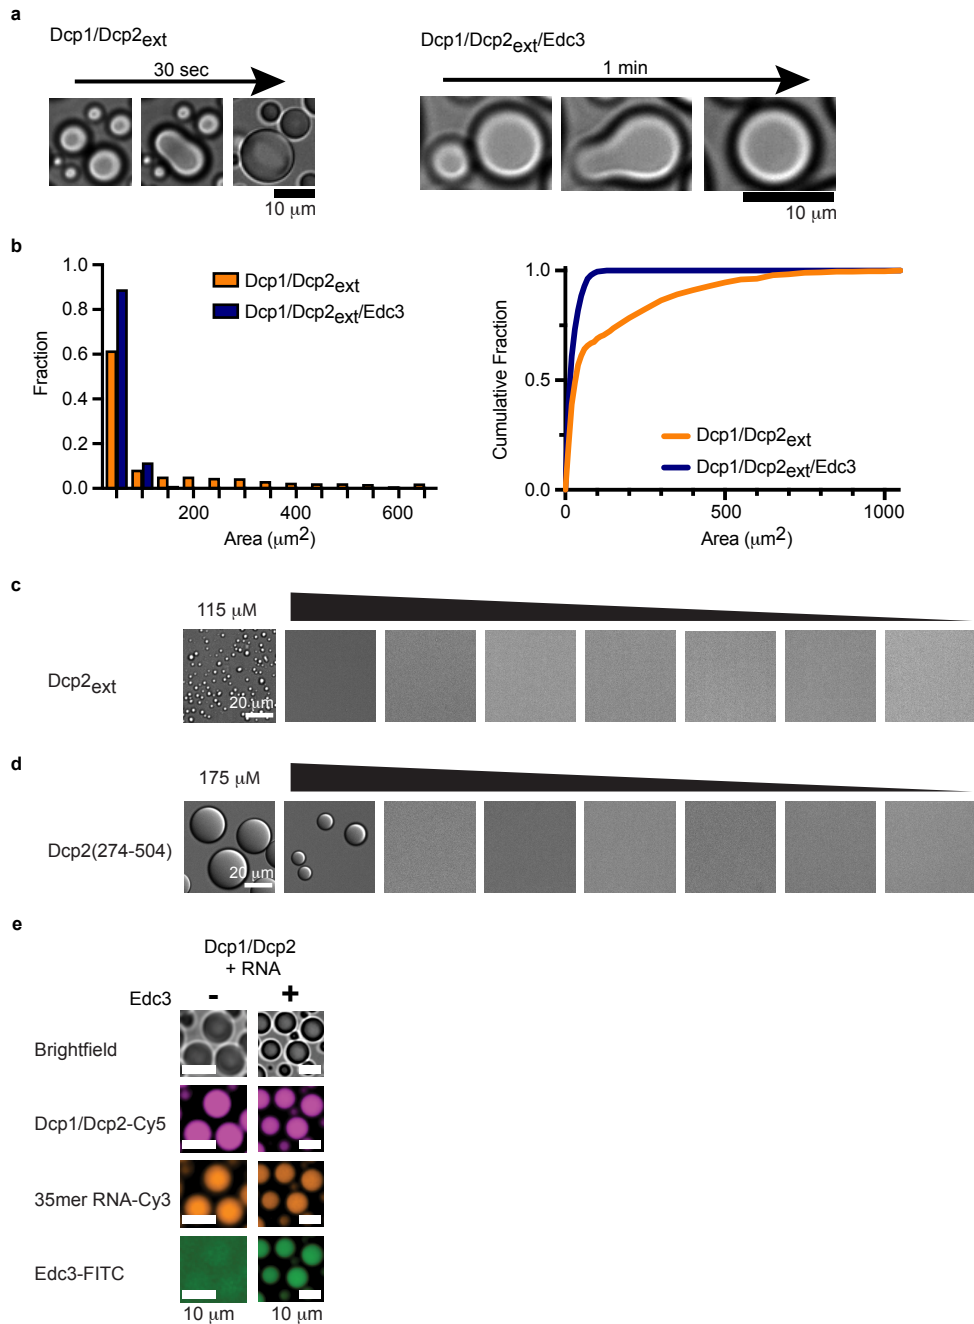 a
Dcp1/Dcp2ext
30 sec
10 μm
Dcp1/Dcp2ext/Edc3
1 min
10 μm
b
1.0
0.8
0.6
0.4
0.2
0.0
Fraction
200
400
600
Area (μm2)
Dcp1/Dcp2ext
Dcp1/Dcp2ext/Edc3
1.0
0.5
0.0
Cumulative Fraction
0
500
1000
Area (μm2)
Dcp1/Dcp2ext
Dcp1/Dcp2ext/Edc3
c
115 μM
Dcp2ext
20 μm
d
175 μM
Dcp2(274-504)
20 μm
e
Dcp1/Dcp2
+ RNA
Edc3 - +
Brightfield
Dcp1/Dcp2-Cy5
35mer RNA-Cy3
Edc3-FITC
10 μm 10 μm